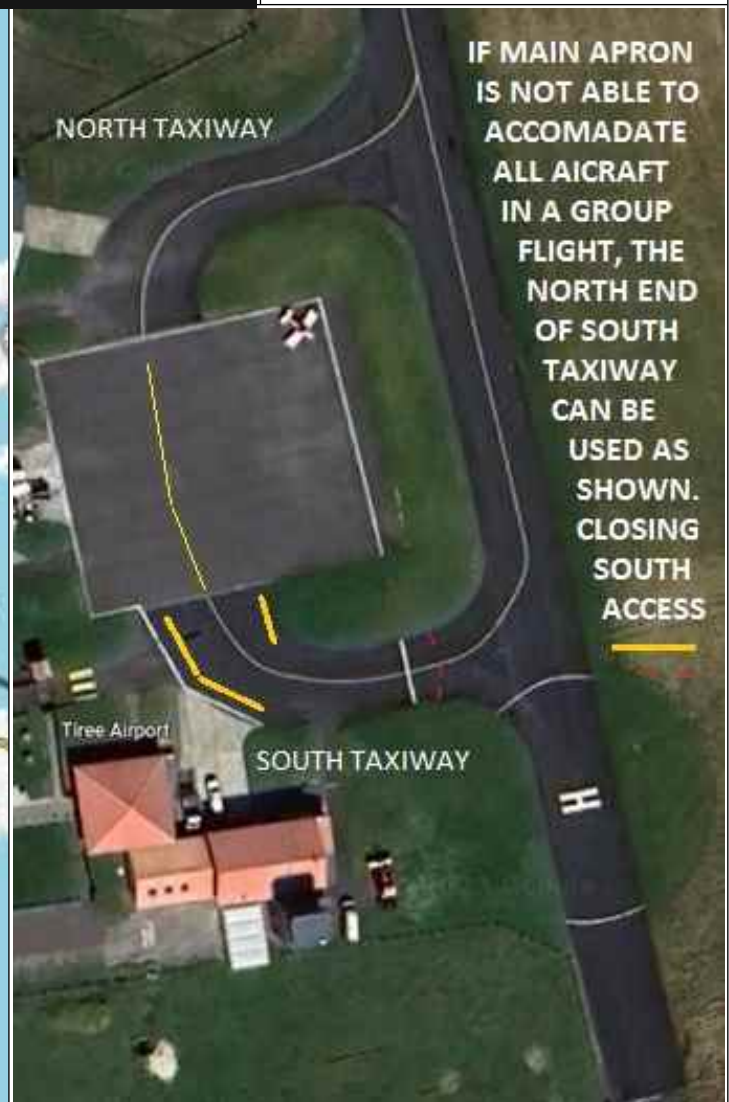 NORTH TAXIWAY
IF MAIN APRON
IS NOT ABLE TO
ACCOMADATE
ALL AICRAFT
IN A GROUP
FLIGHT, THE
NORTH END
OF SOUTH
TAXIWAY
CAN BE
USED AS
SHOWN.
CLOSING
SOUTH
ACCESS
Tiree Airport
SOUTH TAXIWAY
H